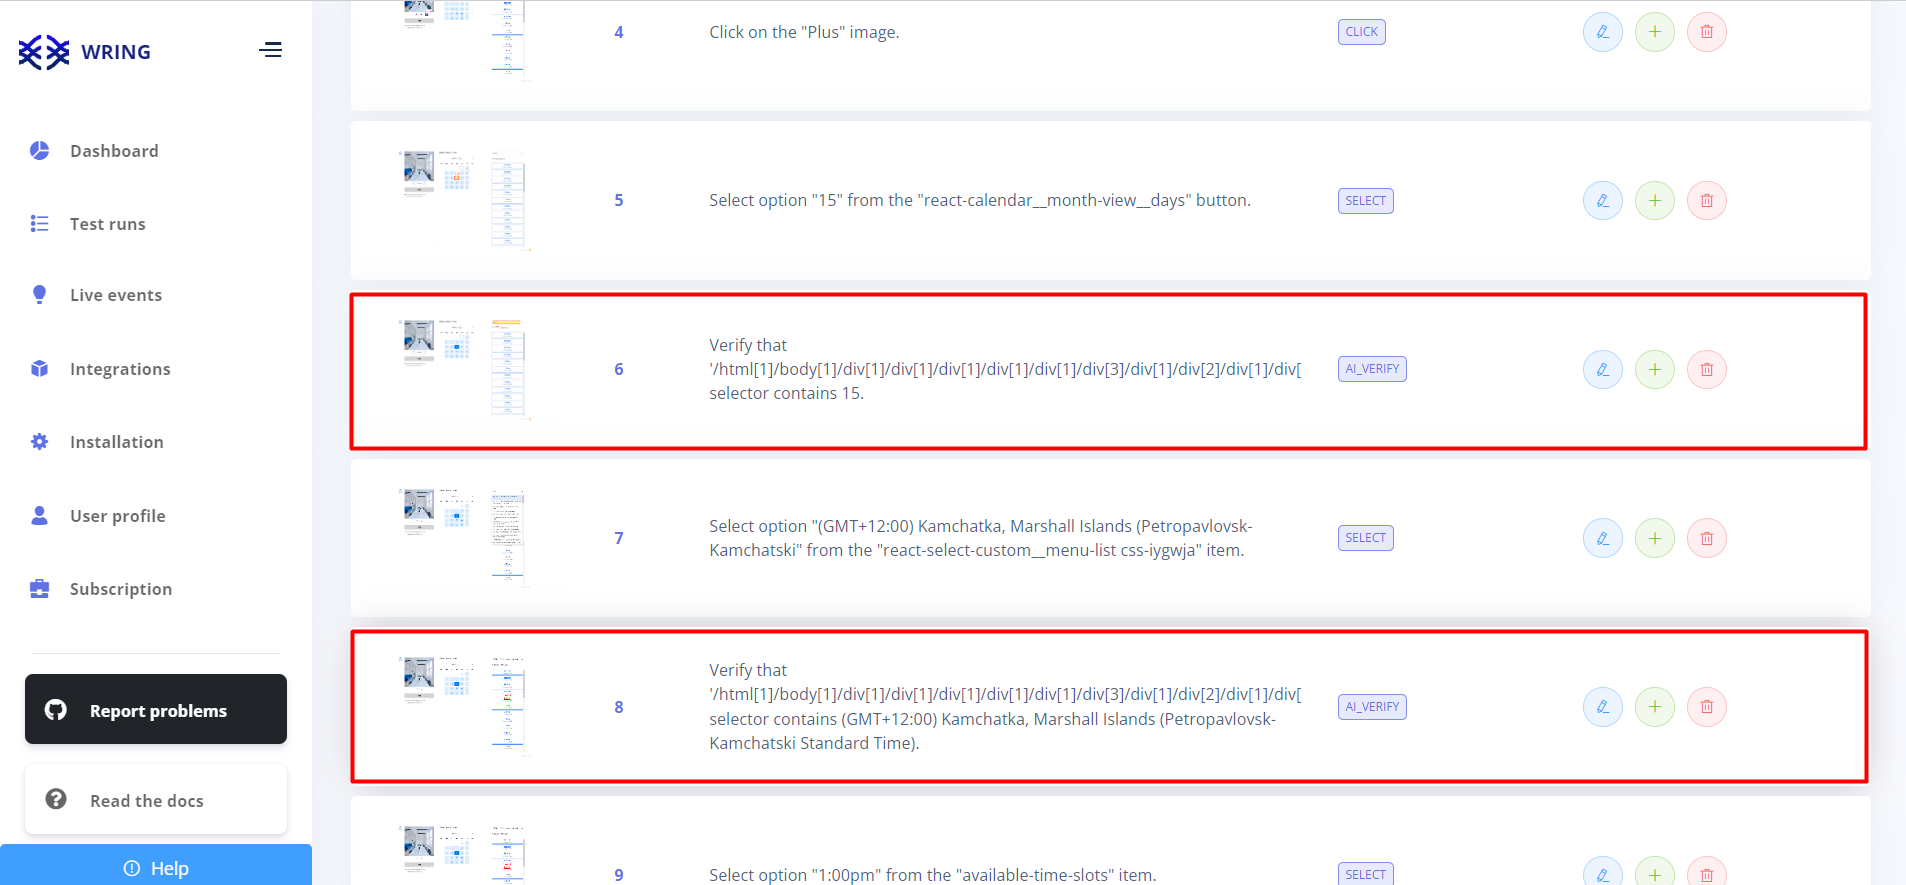 WRING
Dashboard
Test runs
Live events
Integrations
Installation
User profile
Subscription
Report problems
Read the docs
Help
4
Click on the "Plus" image.
CLICK
5
Select option "15" from the "react-calendar__month-view__days" button.
SELECT
6
Verify that
'/html[1]/body[1]/div[1]/div[1]/div[1]/div[1]/div[1]/div[3]/div[1]/div[2]/div[1]/div[
selector contains 15.
AI_VERIFY
7
Select option "(GMT+12:00) Kamchatka, Marshall Islands (Petropavlovsk-
Kamchatski" from the "react-select-custom__menu-list css-iygwja" item.
SELECT
8
Verify that
'/html[1]/body[1]/div[1]/div[1]/div[1]/div[1]/div[1]/div[3]/div[1]/div[2]/div[1]/div[
selector contains (GMT+12:00) Kamchatka, Marshall Islands (Petropavlovsk-
Kamchatski Standard Time).
AI_VERIFY
9
Select option "1:00pm" from the "available-time-slots" item.
SELECT